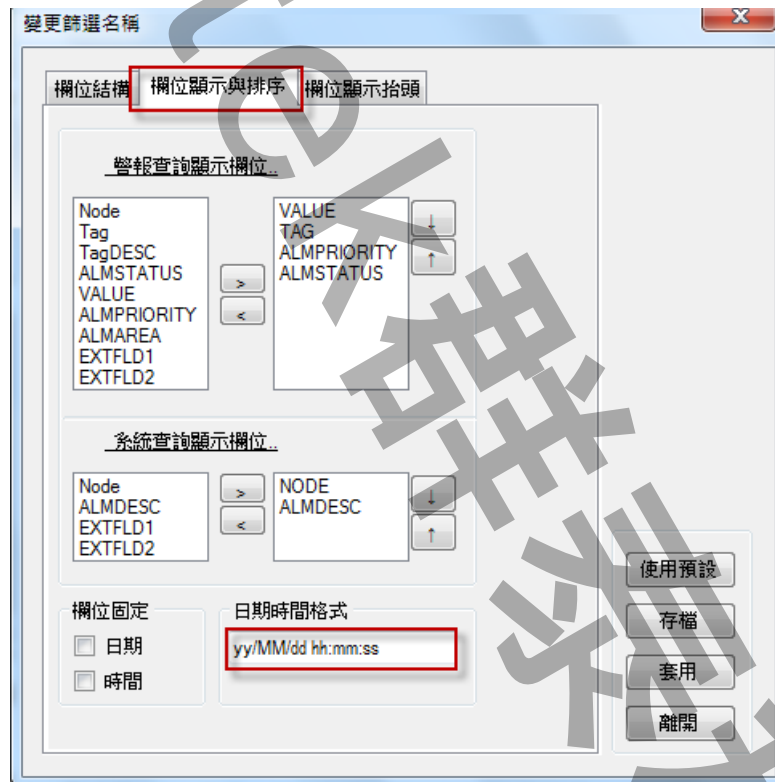 變更篩選名稱
欄位結構 欄位顯示與排序 欄位顯示抬頭
警報查詢顯示欄位..
Node
Tag
TagDESC
ALMSTATUS
VALUE
ALMPRIORITY
ALMAREA
EXTFLD1
EXTFLD2
>
<
VALUE
TAG
ALMPRIORITY
ALMSTATUS
↓
↑
系統查詢顯示欄位..
Node
ALMDESC
EXTFLD1
EXTFLD2
>
<
NODE
ALMDESC
↓
↑
欄位固定
日期
時間
日期時間格式
yy/MM/dd hh:mm:ss
使用預設
存檔
套用
離開